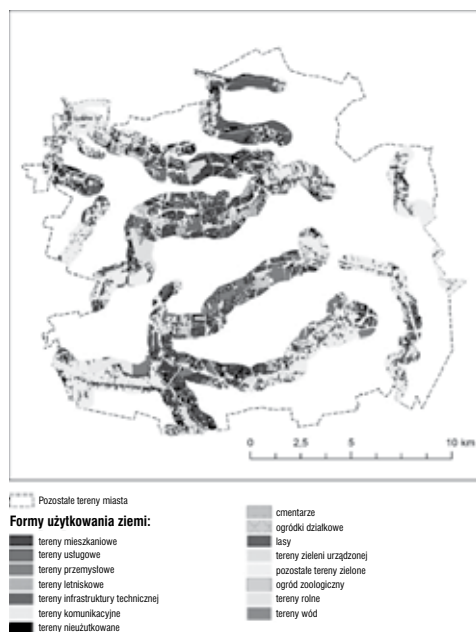 0 2.5 5 10 km
Pozostałe tereny miasta
Formy użytkowania ziemi:
tereny mieszkaniowe
tereny usługowe
tereny przemysłowe
tereny letniskowe
tereny infrastruktury technicznej
tereny komunikacyjne
tereny nieużytkowane
cmentarze
ogródki działkowe
lasy
tereny zieleni urządzonej
pozostałe tereny zielone
ogród zoologiczny
tereny rolne
tereny wód